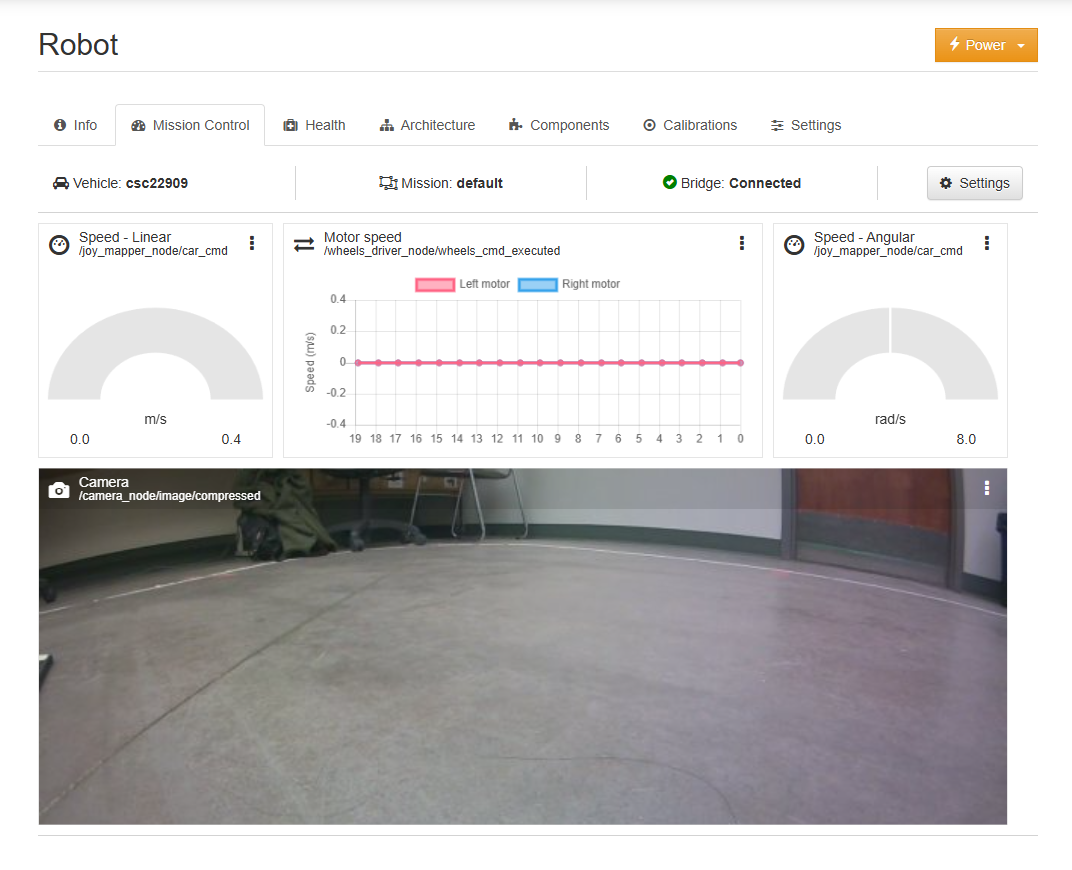 Robot
Power
Info Mission Control Health Architecture Components Calibrations Settings
Vehicle: csc22909 Mission: default Bridge: Connected Settings
Speed - Linear
/joy_mapper_node/car_cmd
m/s
0.0 0.4
Motor speed
/wheels_driver_node/wheels_cmd_executed
Left motor Right motor
Speed (m/s)
0.4
0.2
0
-0.2
-0.4
19 18 17 16 15 14 13 12 11 10 9 8 7 6 5 4 3 2 1 0
Speed - Angular
/joy_mapper_node/car_cmd
rad/s
0.0 8.0
Camera
/camera_node/image/compressed